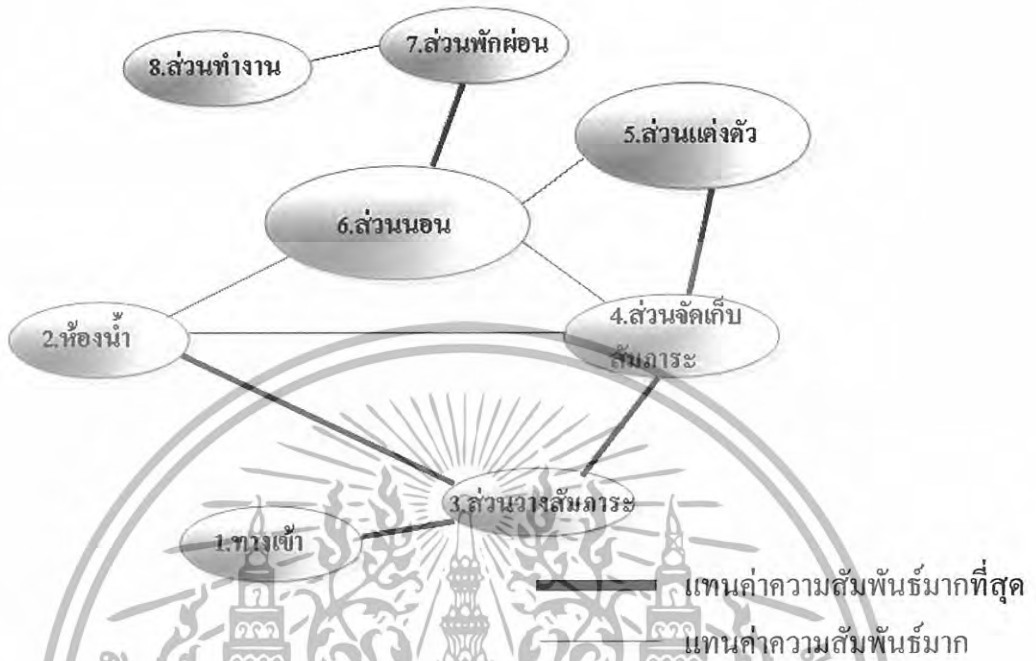 7.ส่วนพักผ่อน
8.ส่วนทำงาน
5.ส่วนแต่งตัว
6.ส่วนนอน
2.ห้องน้ำ
4.ส่วนจัดเก็บ
สัมภาระ
3.ส่วนวางสัมภาระ
1.ทางเข้า
แทนค่าความสัมพันธ์มากที่สุด
แทนค่าความสัมพันธ์มาก